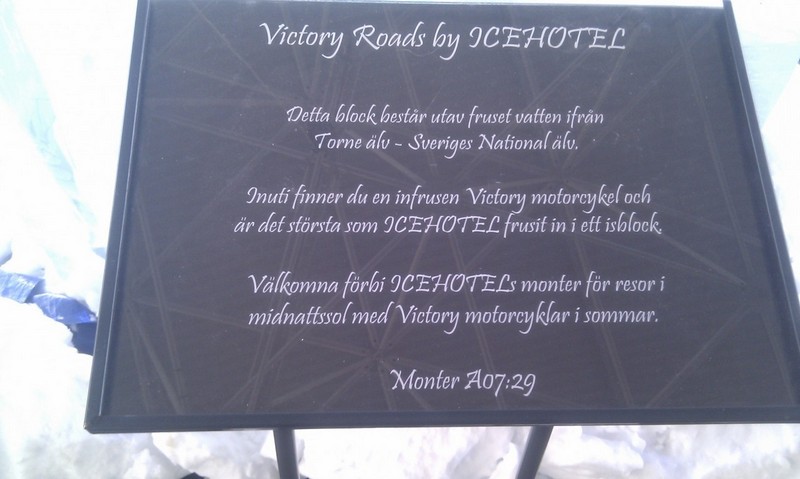 Victory Roads by ICEHOTEL
Detta block består utav fruset vatten ifrån
Torne älv - Sveriges National älv.
Inuti finner du en infrusen Victory motorcykel och
är det största som ICEHOTEL frusit in i ett isblock.
Välkomna förbi ICEHOTELs monter för resor i
midnattssol med Victory motorcyklar i sommar.
Monter A07:29